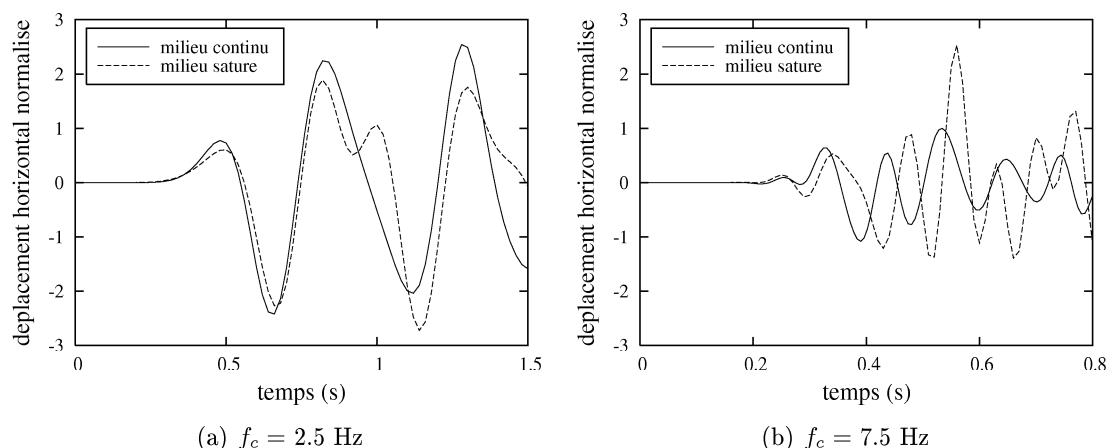 deplacement horizontal normalise
3
2
1
0
-1
-2
-3
milieu continu
milieu sature
0
0.5
1
1.5
temps (s)
(a) f_c = 2.5 Hz
deplacement horizontal normalise
3
2
1
0
-1
-2
-3
milieu continu
milieu sature
0
0.2
0.4
0.6
0.8
temps (s)
(b) f_c = 7.5 Hz